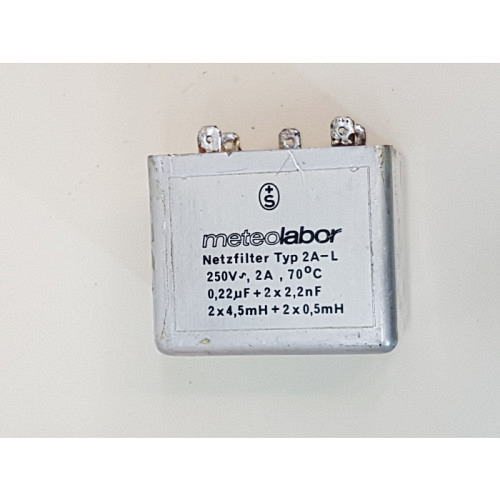 +
S
meteolabor
Netzfilter Typ 2A-L
250V∿, 2A , 70°C
0,22µF + 2x2,2nF
2x4,5mH + 2x0,5mH